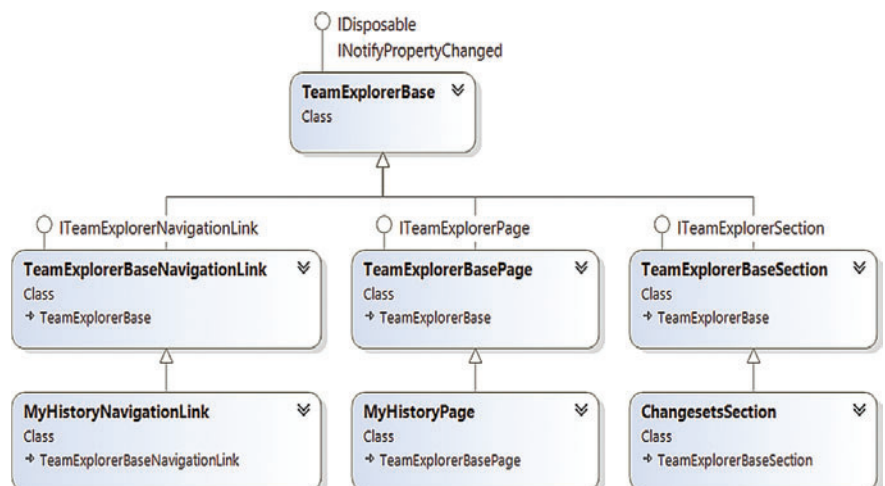 IDisposable
INotifyPropertyChanged
TeamExplorerBase
Class
ITeamExplorerNavigationLink
ITeamExplorerPage
ITeamExplorerSection
TeamExplorerBaseNavigationLink
Class
TeamExplorerBase
TeamExplorerBasePage
Class
TeamExplorerBase
TeamExplorerBaseSection
Class
TeamExplorerBase
MyHistoryNavigationLink
Class
TeamExplorerBaseNavigationLink
MyHistoryPage
Class
TeamExplorerBasePage
ChangesetsSection
Class
TeamExplorerBaseSection